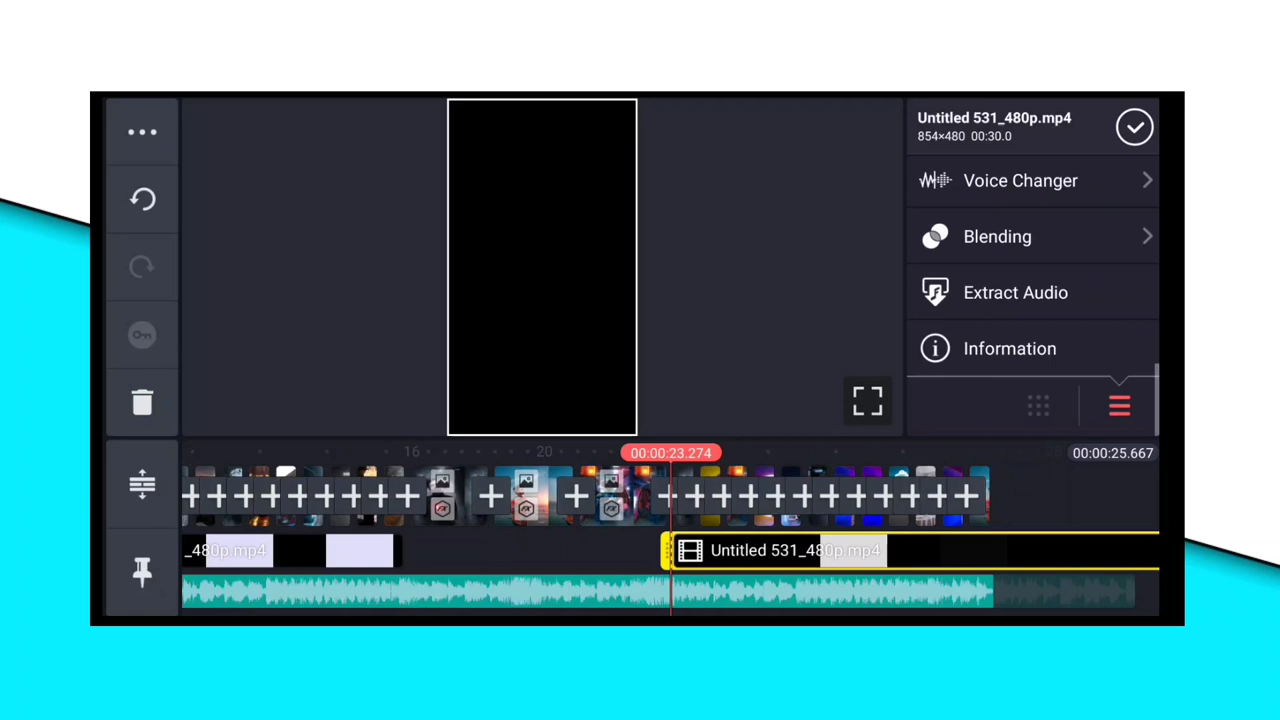 Untitled 531_480p.mp4
854×480 00:30.0
Voice Changer
Blending
Extract Audio
Information
16
20
00:00:23.274
00:00:25.667
_480p.mp4
Untitled 531_480p.mp4